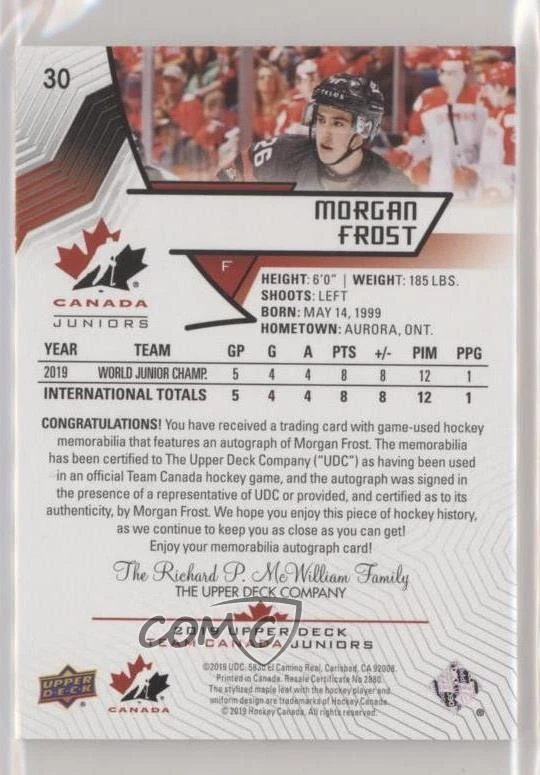 30
26
MORGAN
FROST
F
CANADA
JUNIORS
HEIGHT: 6'0" | WEIGHT: 185 LBS.
SHOOTS: LEFT
BORN: MAY 14, 1999
HOMETOWN: AURORA, ONT.
YEAR TEAM GP G A PTS +/- PIM PPG
2019 WORLD JUNIOR CHAMP. 5 4 4 8 8 12 1
INTERNATIONAL TOTALS 5 4 4 8 8 12 1
CONGRATULATIONS! You have received a trading card with game-used hockey
memorabilia that features an autograph of Morgan Frost. The memorabilia
has been certified to The Upper Deck Company ("UDC") as having been used
in an official Team Canada hockey game, and the autograph was signed in
the presence of a representative of UDC or provided, and certified as to its
authenticity, by Morgan Frost. We hope you enjoy this piece of hockey history,
as we continue to keep you as close as you can get!
Enjoy your memorabilia autograph card!
The Richard P. McWilliam Family
THE UPPER DECK COMPANY
2019 UPPER DECK
TEAM CANADA JUNIORS
COMC
©2019 UDC. 5830 El Camino Real, Carlsbad, CA 92008.
Printed in Canada. Resale Certificate No 2880.
The stylized maple leaf with the hockey player and
uniform design are trademarks of Hockey Canada.
©2019 Hockey Canada. All rights reserved.
UPPER
DECK
®
CANADA
®